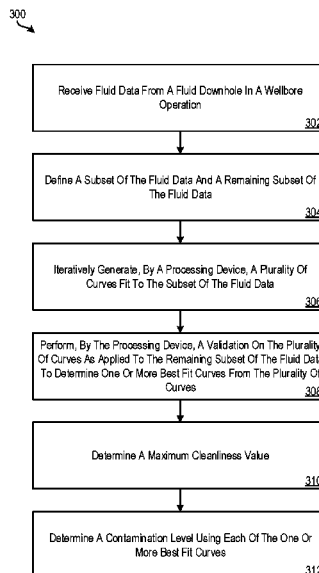 300
Receive Fluid Data From A Fluid Downhole In A Wellbore
Operation
302
Define A Subset Of The Fluid Data And A Remaining Subset Of
The Fluid Data
304
Iteratively Generate, By A Processing Device, A Plurality Of
Curves Fit To The Subset Of The Fluid Data
306
Perform, By The Processing Device, A Validation On The Plurality
Of Curves As Applied To The Remaining Subset Of The Fluid Data
To Determine One Or More Best Fit Curves From The Plurality Of
Curves
308
Determine A Maximum Cleanliness Value
310
Determine A Contamination Level Using Each Of The One Or
More Best Fit Curves
312